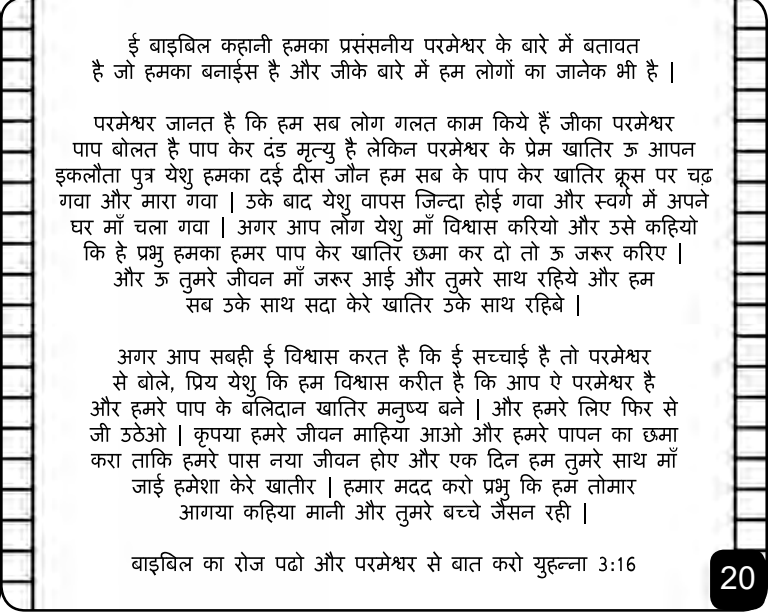 ई बाइबिल कहानी हमका प्रसंसनीय परमेश्वर के बारे में बतावत
है जो हमका बनाईस है और जीके बारे में हम लोगों का जानेक भी है |
परमेश्वर जानत है कि हम सब लोग गलत काम किये हैं जीका परमेश्वर
पाप बोलत है पाप केर दंड मृत्यु है लेकिन परमेश्वर के प्रेम खातिर ऊ आपन
इकलौता पुत्र येशु हमका दई दीस जौन हम सब के पाप केर खातिर क्रूस पर चढ़
गवा और मारा गवा | उके बाद येशु वापस जिन्दा होई गवा और स्वर्ग में अपने
घर माँ चला गवा | अगर आप लोग येशु माँ विश्वास करियो और उसे कहियो
कि हे प्रभु हमका हमर पाप केर खातिर छमा कर दो तो ऊ जरूर करिए |
और ऊ तुमरे जीवन माँ जरूर आई और तुमरे साथ रहिये और हम
सब उके साथ सदा केरे खातिर उके साथ रहिबे |
अगर आप सबही ई विश्वास करत है कि ई सच्चाई है तो परमेश्वर
से बोले, प्रिय येशु कि हम विश्वास करीत है कि आप ऐ परमेश्वर है
और हमरे पाप के बलिदान खातिर मनुष्य बने | और हमरे लिए फिर से
जी उठेओ | कृपया हमरे जीवन माहिया आओ और हमरे पापन का छमा
करा ताकि हमरे पास नया जीवन होए और एक दिन हम तुमरे साथ माँ
जाई हमेशा केरे खातीर | हमार मदद करो प्रभु कि हम तोमार
आगया कहिया मानी और तुमरे बच्चे जैसन रही |
बाइबिल का रोज पढो और परमेश्वर से बात करो युहन्ना 3:16
20